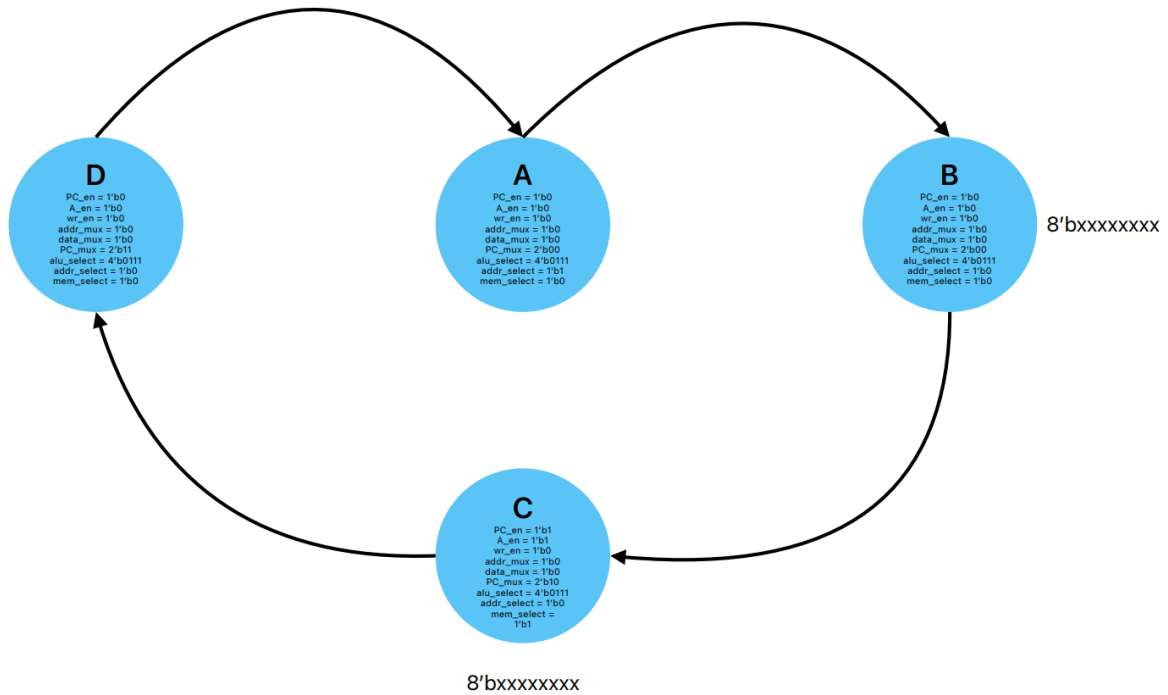 D
PC_en = 1'b0
A_en = 1'b0
wr_en = 1'b0
addr_mux = 1'b0
data_mux = 1'b0
PC_mux = 2'b11
alu_select = 4'b0111
addr_select = 1'b0
mem_select = 1'b0
A
PC_en = 1'b0
A_en = 1'b0
wr_en = 1'b0
addr_mux = 1'b0
data_mux = 1'b0
PC_mux = 2'b00
alu_select = 4'b0111
addr_select = 1'b1
mem_select = 1'b0
B
PC_en = 1'b0
A_en = 1'b0
wr_en = 1'b0
addr_mux = 1'b0
data_mux = 1'b0
PC_mux = 2'b00
alu_select = 4'b0111
addr_select = 1'b0
mem_select = 1'b0
8'bxxxxxxxx
C
PC_en = 1'b1
A_en = 1'b1
wr_en = 1'b0
addr_mux = 1'b0
data_mux = 1'b0
PC_mux = 2'b10
alu_select = 4'b0111
addr_select = 1'b0
mem_select =
1'b1
8'bxxxxxxxx